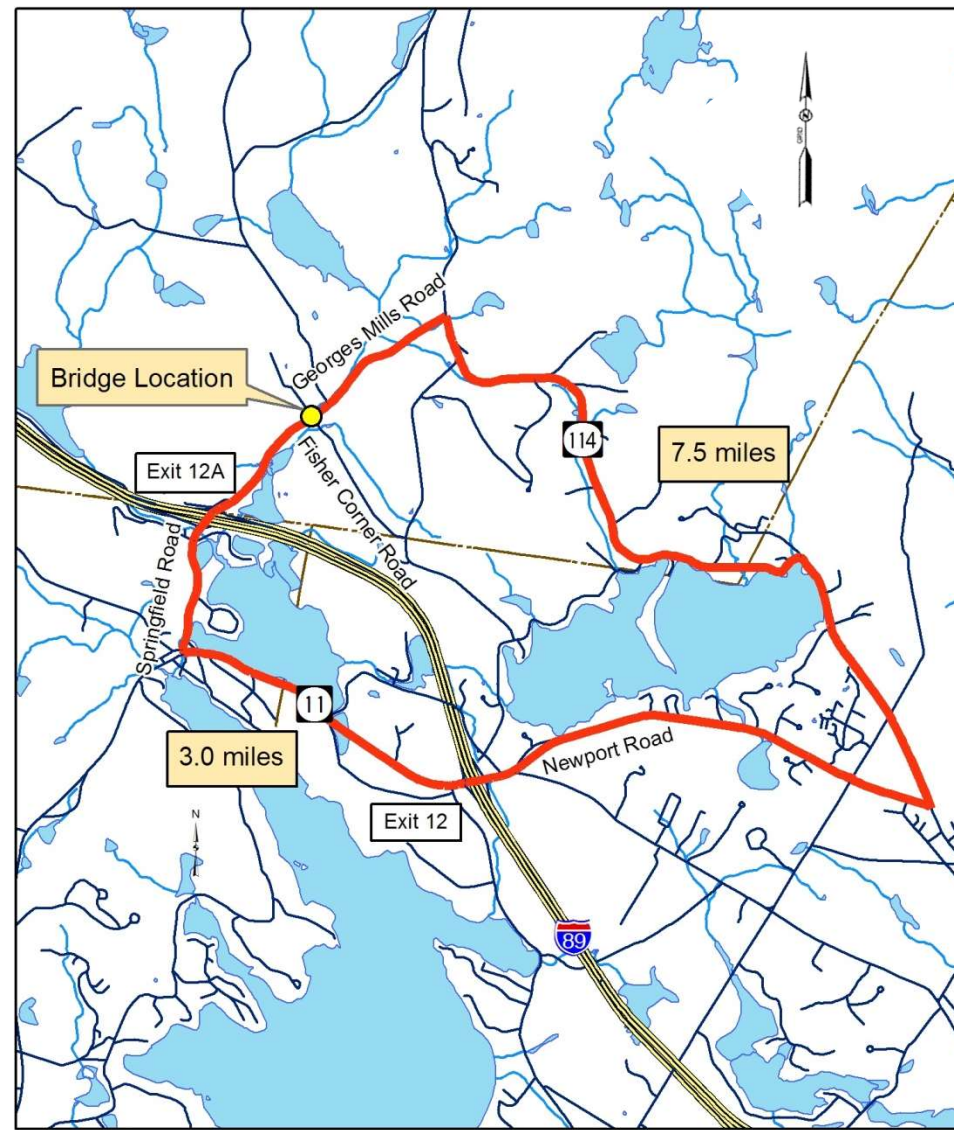 GRID
N
Georges Mills Road
Bridge Location
114
7.5 miles
Exit 12A
Fisher Corner Road
Springfield Road
11
3.0 miles
Newport Road
Exit 12
N
89